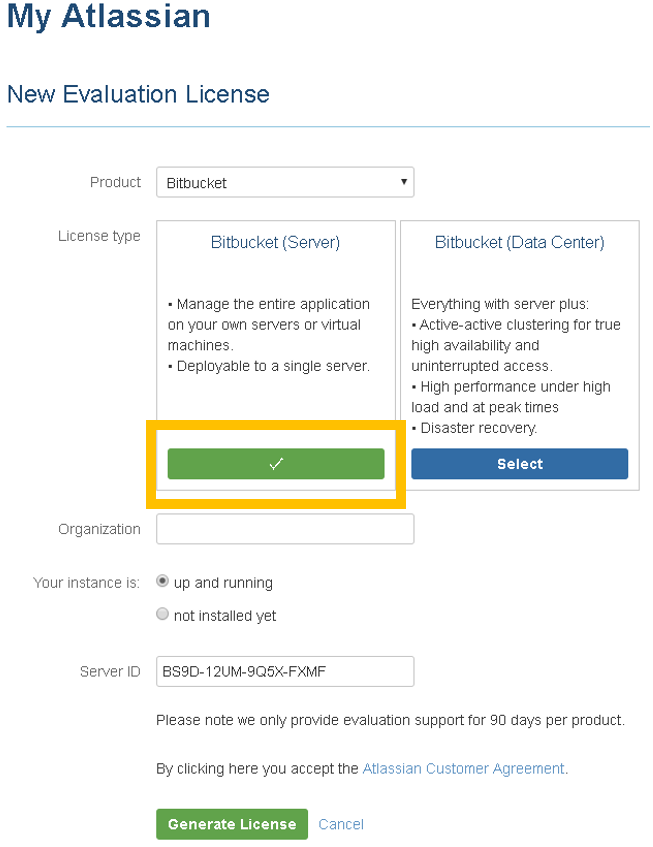 My Atlassian
New Evaluation License
Product
Bitbucket
License type
Bitbucket (Server)
▪ Manage the entire application
on your own servers or virtual
machines.
▪ Deployable to a single server.
✓
Bitbucket (Data Center)
Everything with server plus:
▪ Active-active clustering for true
high availability and
uninterrupted access.
▪ High performance under high
load and at peak times
▪ Disaster recovery.
Select
Organization
Your instance is:
up and running
not installed yet
Server ID
BS9D-12UM-9Q5X-FXMF
Please note we only provide evaluation support for 90 days per product.
By clicking here you accept the Atlassian Customer Agreement.
Generate License Cancel